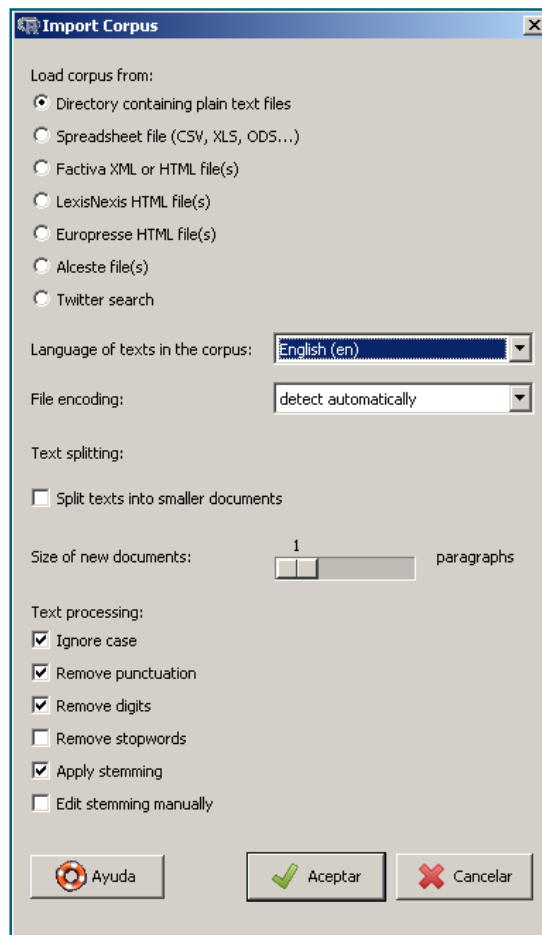 Import Corpus
Load corpus from:
Directory containing plain text files
Spreadsheet file (CSV, XLS, ODS...)
Factiva XML or HTML file(s)
LexisNexis HTML file(s)
Europresse HTML file(s)
Alceste file(s)
Twitter search
Language of texts in the corpus: English (en)
File encoding: detect automatically
Text splitting:
Split texts into smaller documents
1
Size of new documents: paragraphs
Text processing:
Ignore case
Remove punctuation
Remove digits
Remove stopwords
Apply stemming
Edit stemming manually
Ayuda Aceptar Cancelar